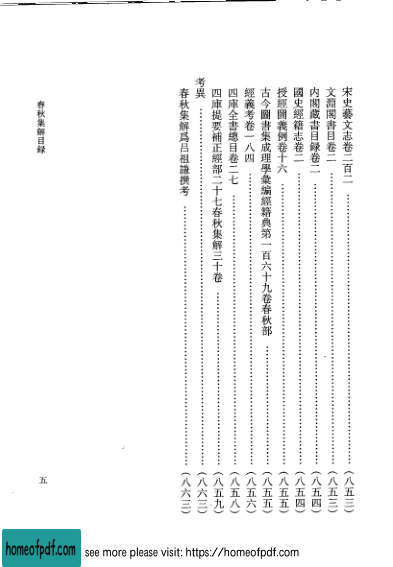 宋史藝文志卷二百二……(八五三)
文淵閣書目卷二……(八五三)
内閣藏書目録卷二……(八五四)
國史經籍志卷二……(八五四)
授經圖義例卷十六……(八五五)
古今圖書集成理學彙編經籍典第一百六十九卷春秋部……(八五五)
經義考卷一八四……(八五六)
四庫全書總目卷二七……(八五八)
四庫提要補正經部二十七春秋集解三十卷……(八五九)
考異……(八六三)
春秋集解爲吕祖謙撰考……(八六三)
春秋集解目録
五
homeofpdf.com
see more please visit: https://homeofpdf.com